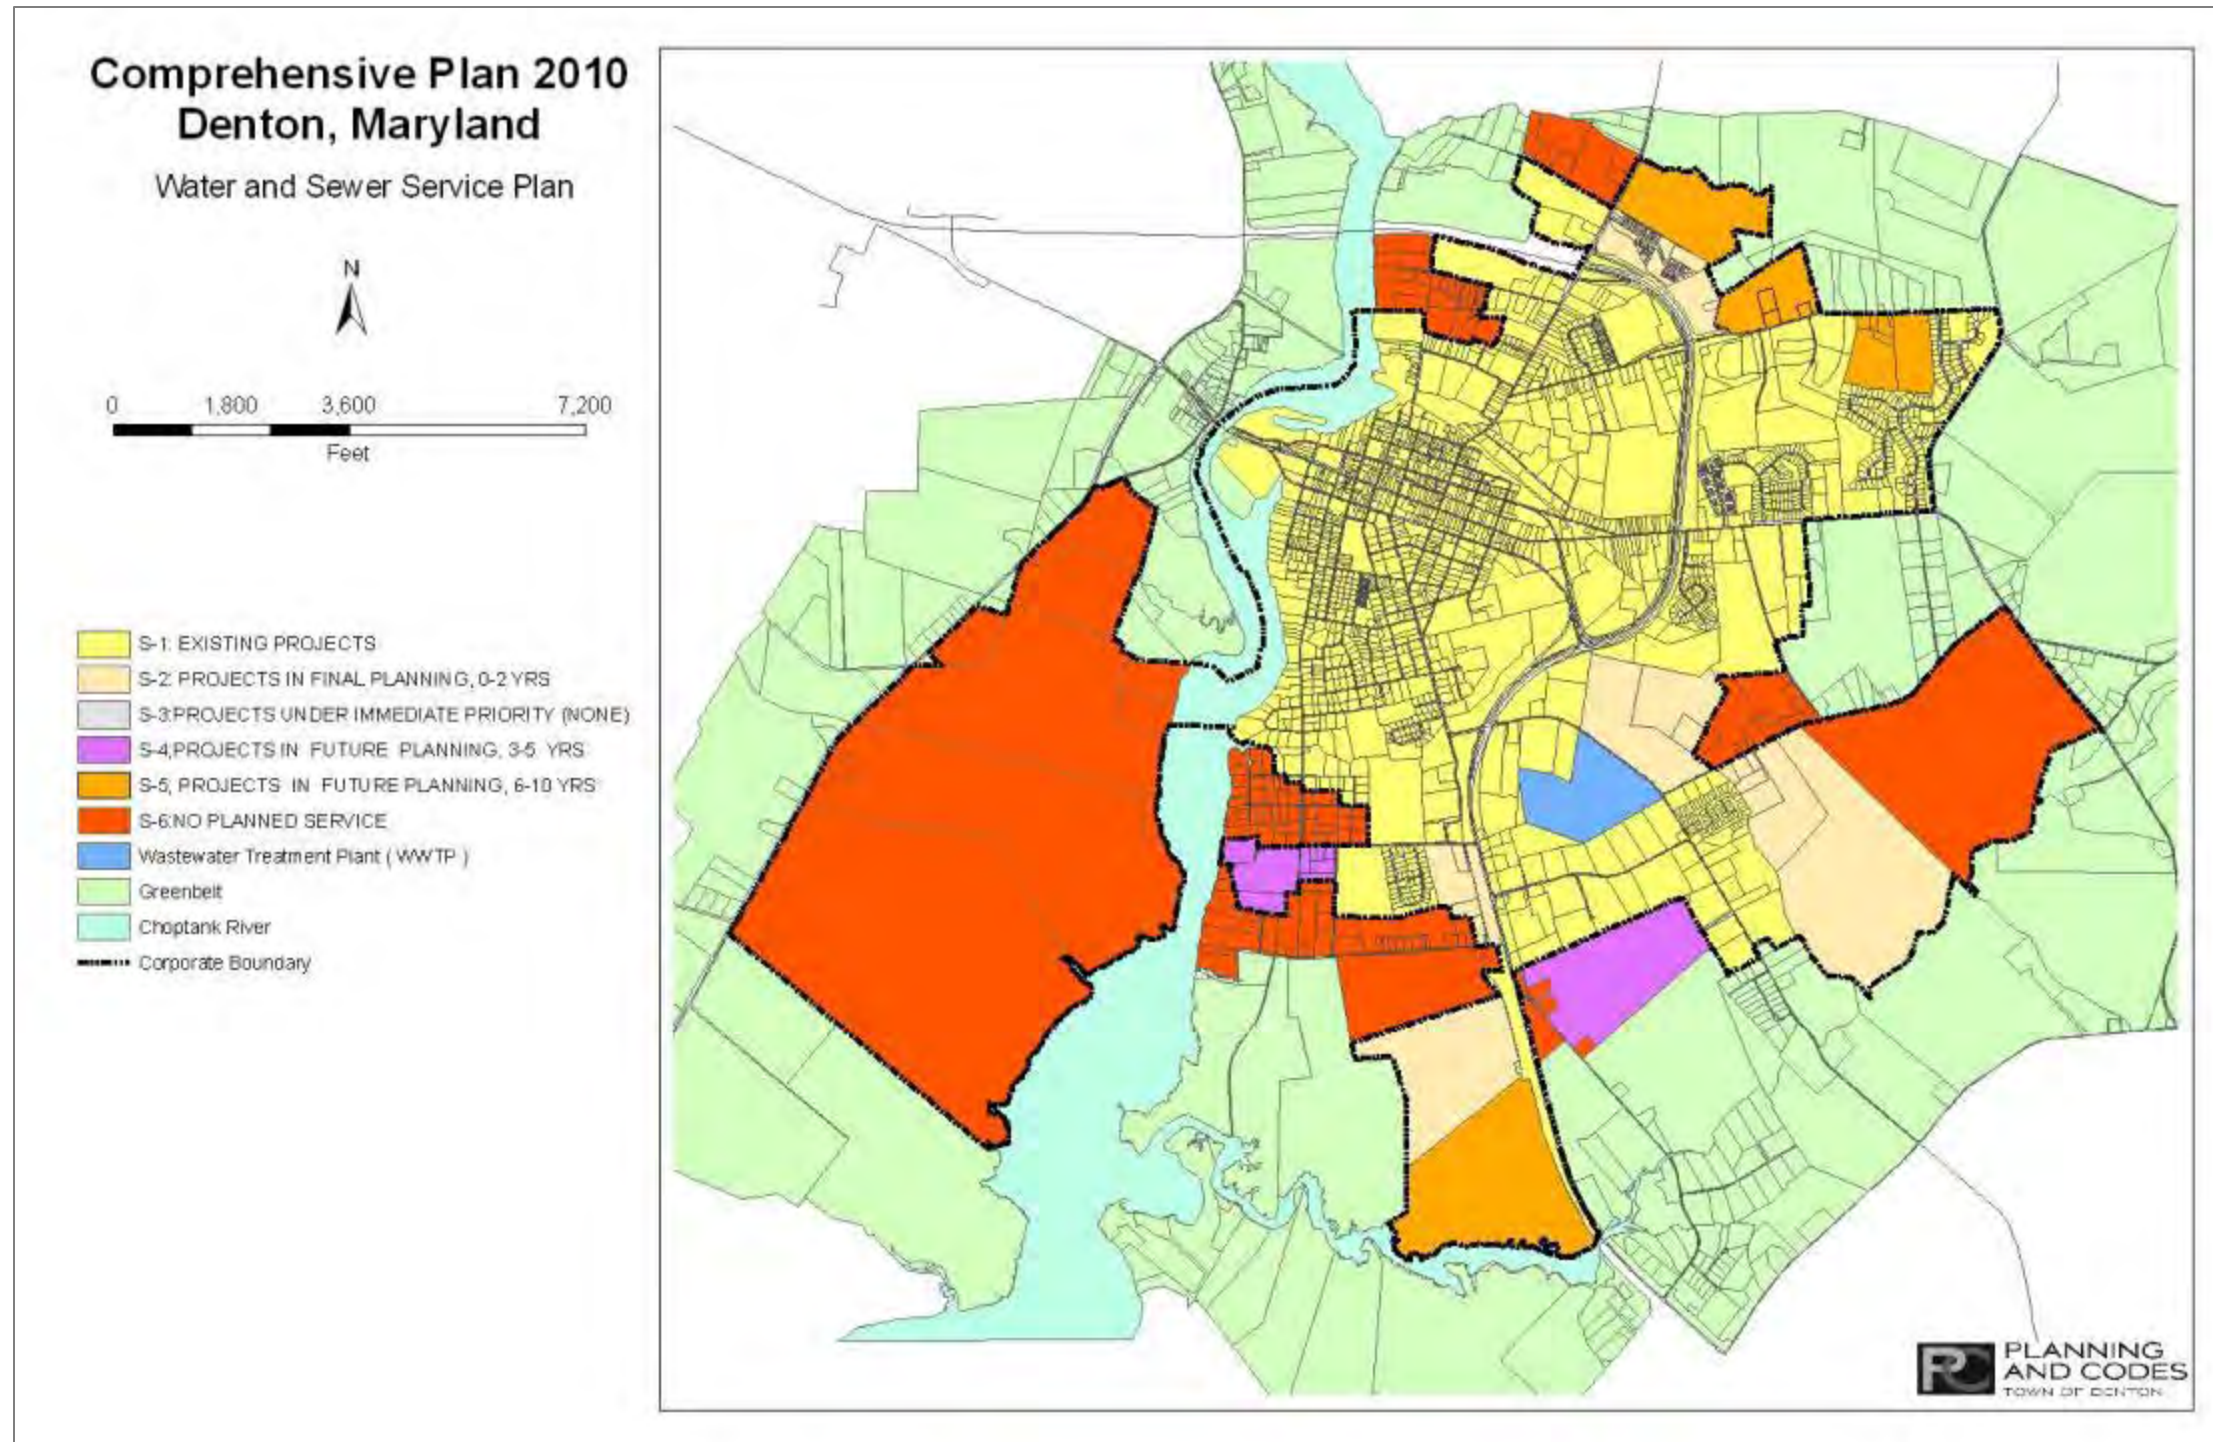 Comprehensive Plan 2010
Denton, Maryland
Water and Sewer Service Plan
N
0 1,800 3,600 7,200
Feet
S-1: EXISTING PROJECTS
S-2: PROJECTS IN FINAL PLANNING, 0-2 YRS
S-3:PROJECTS UNDER IMMEDIATE PRIORITY (NONE)
S-4,PROJECTS IN FUTURE PLANNING, 3-5 YRS
S-5, PROJECTS IN FUTURE PLANNING, 6-10 YRS
S-6:NO PLANNED SERVICE
Wastewater Treatment Plant ( WWTP )
Greenbelt
Choptank River
Corporate Boundary
PC
PLANNING
AND CODES
TOWN OF DENTON